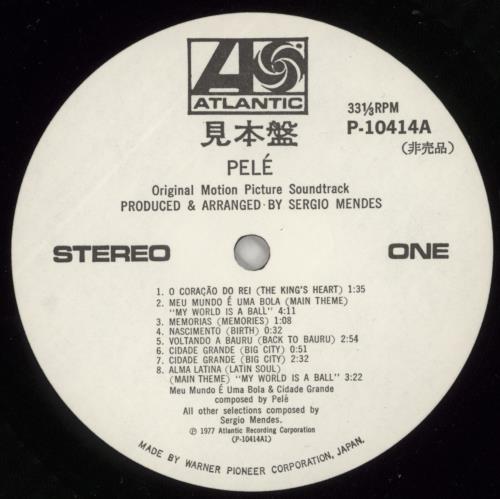 ATLANTIC
33⅓RPM
見本盤
P-10414A
(非売品)
PELÉ
Original Motion Picture Soundtrack
PRODUCED & ARRANGED BY SERGIO MENDES
STEREO ONE
1. O CORAÇÃO DO REI (THE KING'S HEART) 1:35
2. MEU MUNDO É UMA BOLA (MAIN THEME)
"MY WORLD IS A BALL" 4:11
3. MEMORIAS (MEMORIES) 1:08
4. NASCIMENTO (BIRTH) 0:32
5. VOLTANDO A BAURU (BACK TO BAURU) 2:54
6. CIDADE GRANDE (BIG CITY) 0:51
7. CIDADE GRANDE (BIG CITY) 2:32
8. ALMA LATINA (LATIN SOUL)
(MAIN THEME) "MY WORLD IS A BALL" 3:22
Meu Mundo É Uma Bola & Cidade Grande
composed by Pelé
All other selections composed by
Sergio Mendes.
℗ 1977 Atlantic Recording Corporation
(P-10414A1)
MADE BY WARNER PIONEER CORPORATION, JAPAN.